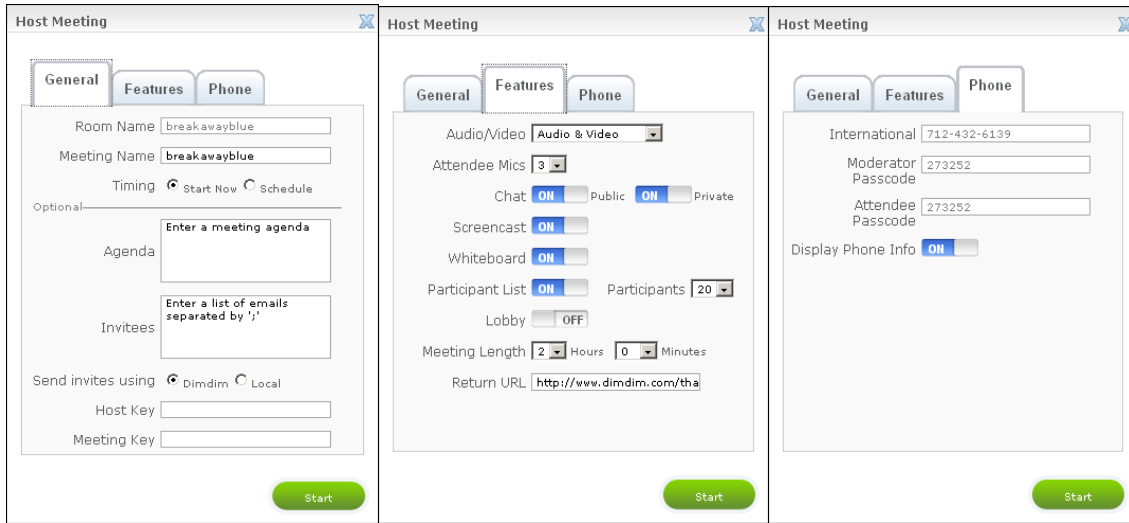 Host Meeting
General
Features
Phone
Room Name breakawayblue
Meeting Name breakawayblue
Timing Start Now Schedule
Optional
Agenda Enter a meeting agenda
Invitees Enter a list of emails
separated by ';'
Send invites using Dimdim Local
Host Key
Meeting Key
Start
Host Meeting
General
Features
Phone
Audio/Video Audio & Video
Attendee Mics 3
Chat ON Public ON Private
Screencast ON
Whiteboard ON
Participant List ON Participants 20
Lobby OFF
Meeting Length 2 Hours 0 Minutes
Return URL http://www.dimdim.com/tha
Start
Host Meeting
General
Features
Phone
International 712-432-6139
Moderator
Passcode 273252
Attendee
Passcode 273252
Display Phone Info ON
Start